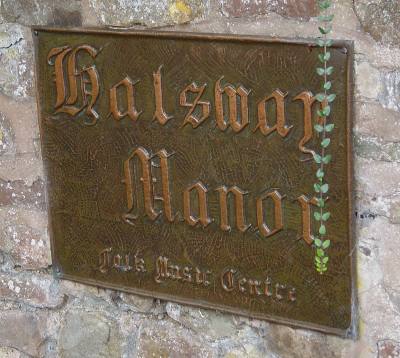 Halsway
Manor
Folk Music Centre